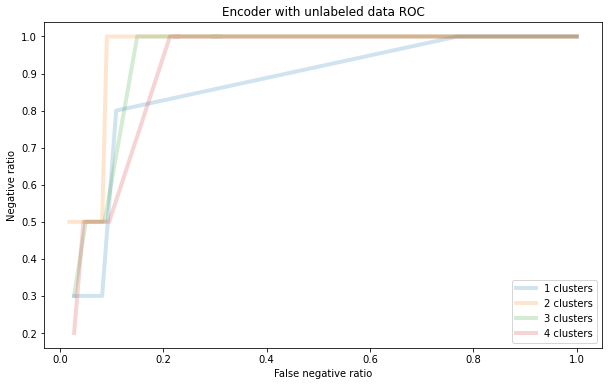 Encoder with unlabeled data ROC
Negative ratio
1.0
0.9
0.8
0.7
0.6
0.5
0.4
0.3
0.2
0.0
0.2
0.4
0.6
0.8
1.0
False negative ratio
1 clusters
2 clusters
3 clusters
4 clusters